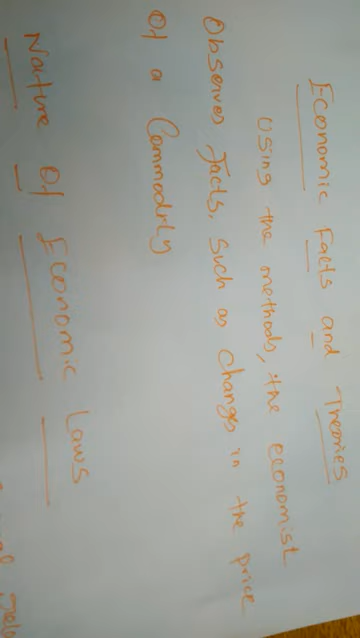 Economic Facts and Theories
Using the methods, the economist
Observes facts, such as changes in the price
Of a Commodity
Nature Of Economic Laws